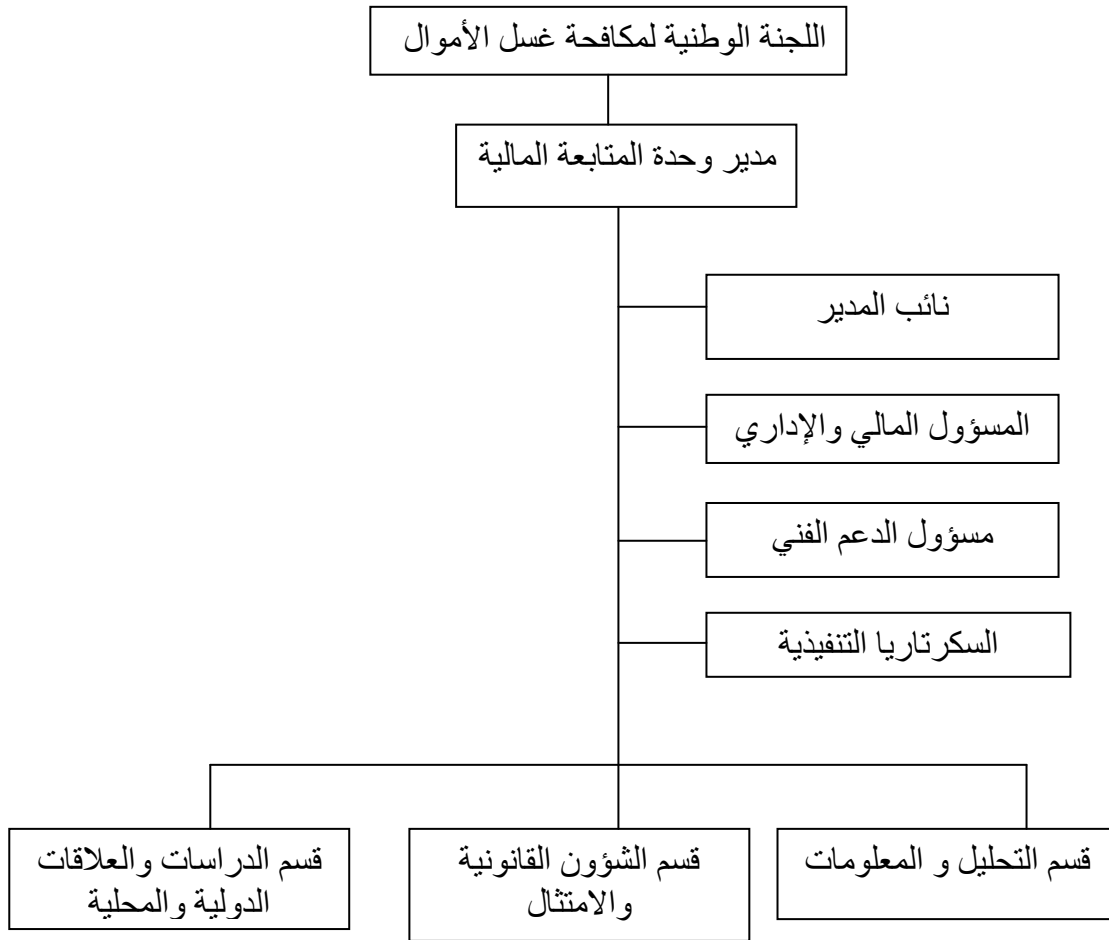 اللجنة الوطنية لمكافحة غسل الأموال
مدير وحدة المتابعة المالية
نائب المدير
المسؤول المالي والإداري
مسؤول الدعم الفني
السكرتاريا التنفيذية
قسم التحليل و المعلومات
قسم الشؤون القانونية
والامتثال
قسم الدراسات والعلاقات
الدولية والمحلية